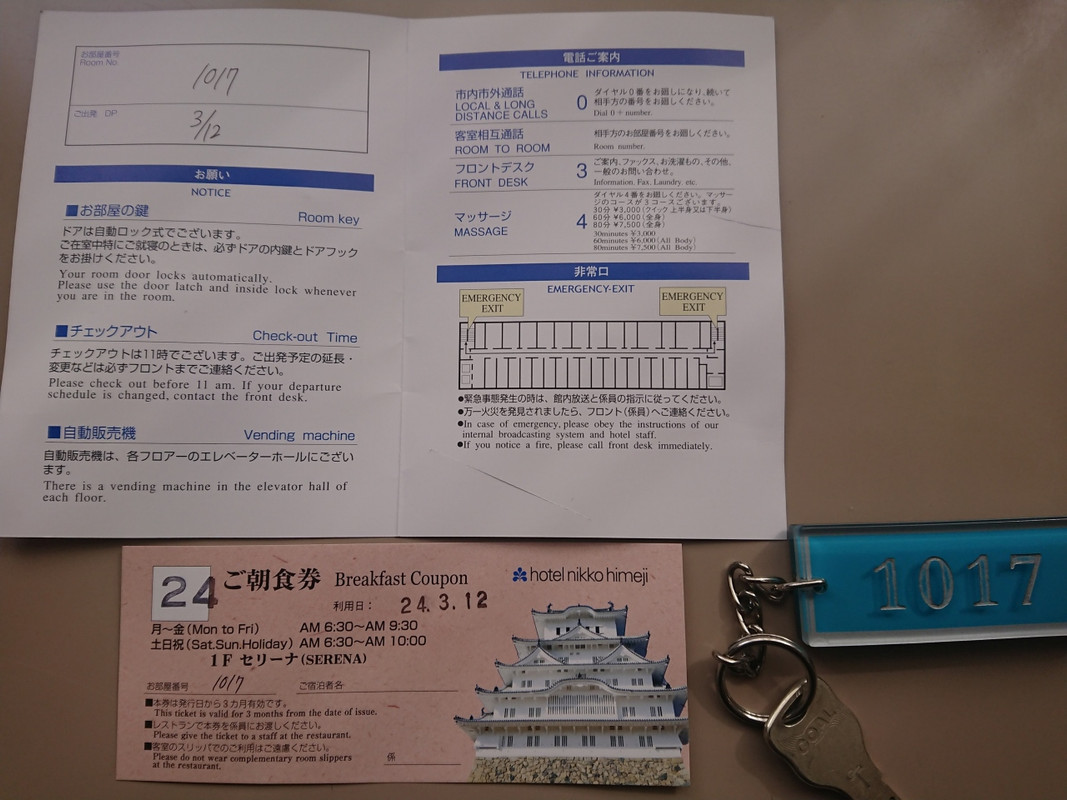 お部屋番号
Room No.
1017
ご出発 DP
3/12
お願い
NOTICE
■お部屋の鍵 Room key
ドアは自動ロック式でございます。
ご在室中特にご就寝のときは、必ずドアの内鍵とドアフック
をお掛けください。
Your room door locks automatically.
Please use the door latch and inside lock whenever
you are in the room.
■チェックアウト Check-out Time
チェックアウトは11時でございます。ご出発予定の延長・
変更などは必ずフロントまでご連絡ください。
Please check out before 11 am. If your departure
schedule is changed, contact the front desk.
■自動販売機 Vending machine
自動販売機は、各フロアーのエレベーターホールにござい
ます。
There is a vending machine in the elevator hall of
each floor.
電話ご案内
TELEPHONE INFORMATION
市内市外通話
LOCAL & LONG
DISTANCE CALLS
0
ダイヤル0番をお廻しになり、続いて
相手方の番号をお廻しください。
Dial 0 + number.
客室相互通話
ROOM TO ROOM
相手方のお部屋番号をお廻しください。
Room number.
フロントデスク
FRONT DESK
3
ご案内、ファックス、お洗濯もの、その他、
一般のお問い合わせ。
Information, Fax, Laundry, etc.
マッサージ
MASSAGE
4
ダイヤル4番をお廻しください。マッサー
ジのコースが3コースございます。
30分 ¥3,000(クイック 上半身又は下半身)
60分 ¥6,000(全身)
80分 ¥7,500(全身)
30minutes ¥3,000
60minutes ¥6,000(All Body)
80minutes ¥7,500(All Body)
非常口
EMERGENCY-EXIT
EMERGENCY
EXIT
EMERGENCY
EXIT
●緊急事態発生の時は、館内放送と係員の指示に従ってください。
●万一火災を発見されましたら、フロント(係員)へご連絡ください。
●In case of emergency, please obey the instructions of our
internal broadcasting system and hotel staff.
●If you notice a fire, please call front desk immediately.
24 ご朝食券 Breakfast Coupon
hotel nikko himeji
利用日: 24.3.12
月~金(Mon to Fri) AM 6:30~AM 9:30
土日祝(Sat.Sun.Holiday) AM 6:30~AM 10:00
1F セリーナ(SERENA)
お部屋番号 1017 ご宿泊者名
■本券は発行日から3カ月有効です。
This ticket is valid for 3 months from the date of issue.
■レストランで本券を係員にお渡しください。
Please give the ticket to a staff at the restaurant.
■客室のスリッパでのご利用はご遠慮ください。
Please do not wear complementary room slippers
at the restaurant.
係
1017
GOAL